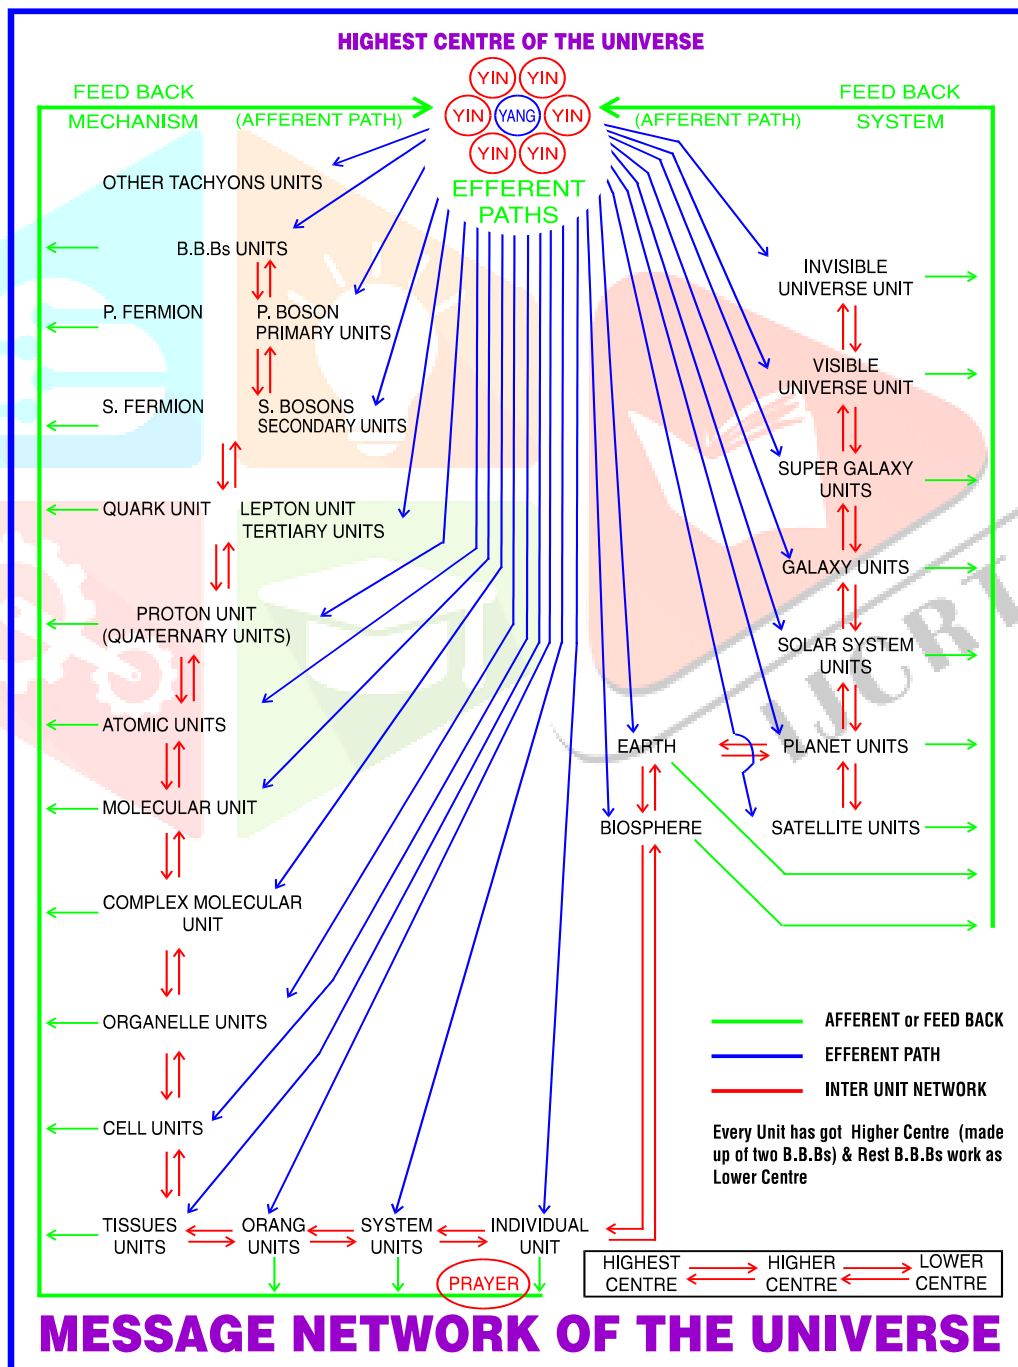 HIGHEST CENTRE OF THE UNIVERSE
YIN YIN
YIN YANG YIN
YIN YIN
FEED BACK
MECHANISM (AFFERENT PATH)
FEED BACK
(AFFERENT PATH) SYSTEM
EFFERENT
PATHS
OTHER TACHYONS UNITS
B.B.Bs UNITS
P. FERMION P. BOSON
PRIMARY UNITS
S. FERMION S. BOSONS
SECONDARY UNITS
QUARK UNIT LEPTON UNIT
TERTIARY UNITS
PROTON UNIT
(QUATERNARY UNITS)
ATOMIC UNITS
MOLECULAR UNIT
COMPLEX MOLECULAR
UNIT
ORGANELLE UNITS
CELL UNITS
TISSUES
UNITS
ORANG
UNITS
SYSTEM
UNITS
INDIVIDUAL
UNIT
PRAYER
INVISIBLE
UNIVERSE UNIT
VISIBLE
UNIVERSE UNIT
SUPER GALAXY
UNITS
GALAXY UNITS
SOLAR SYSTEM
UNITS
EARTH PLANET UNITS
BIOSPHERE SATELLITE UNITS
IJCRT
AFFERENT or FEED BACK
EFFERENT PATH
INTER UNIT NETWORK
Every Unit has got Higher Centre (made
up of two B.B.Bs) & Rest B.B.Bs work as
Lower Centre
HIGHEST HIGHER LOWER
CENTRE CENTRE CENTRE
MESSAGE NETWORK OF THE UNIVERSE